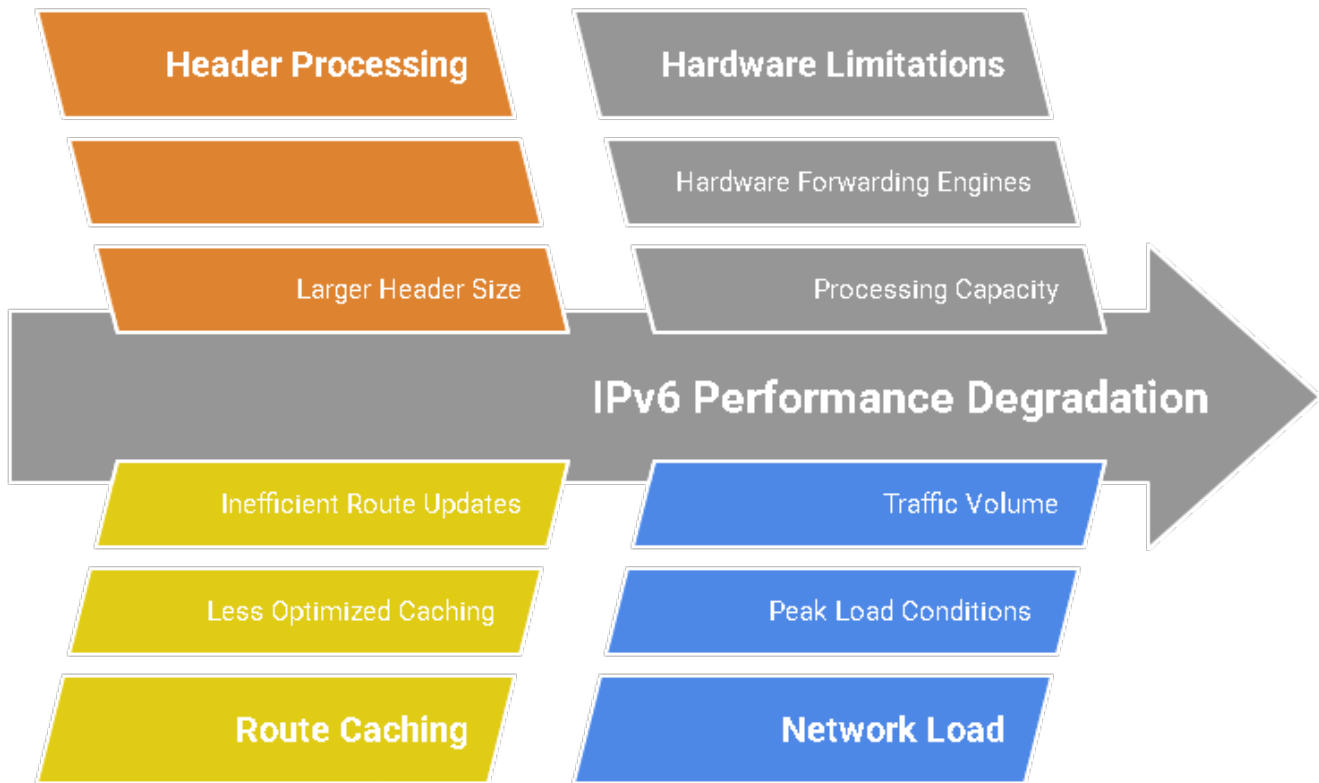 Header Processing
Hardware Limitations
Hardware Forwarding Engines
Larger Header Size
Processing Capacity
IPv6 Performance Degradation
Inefficient Route Updates
Traffic Volume
Less Optimized Caching
Peak Load Conditions
Route Caching
Network Load